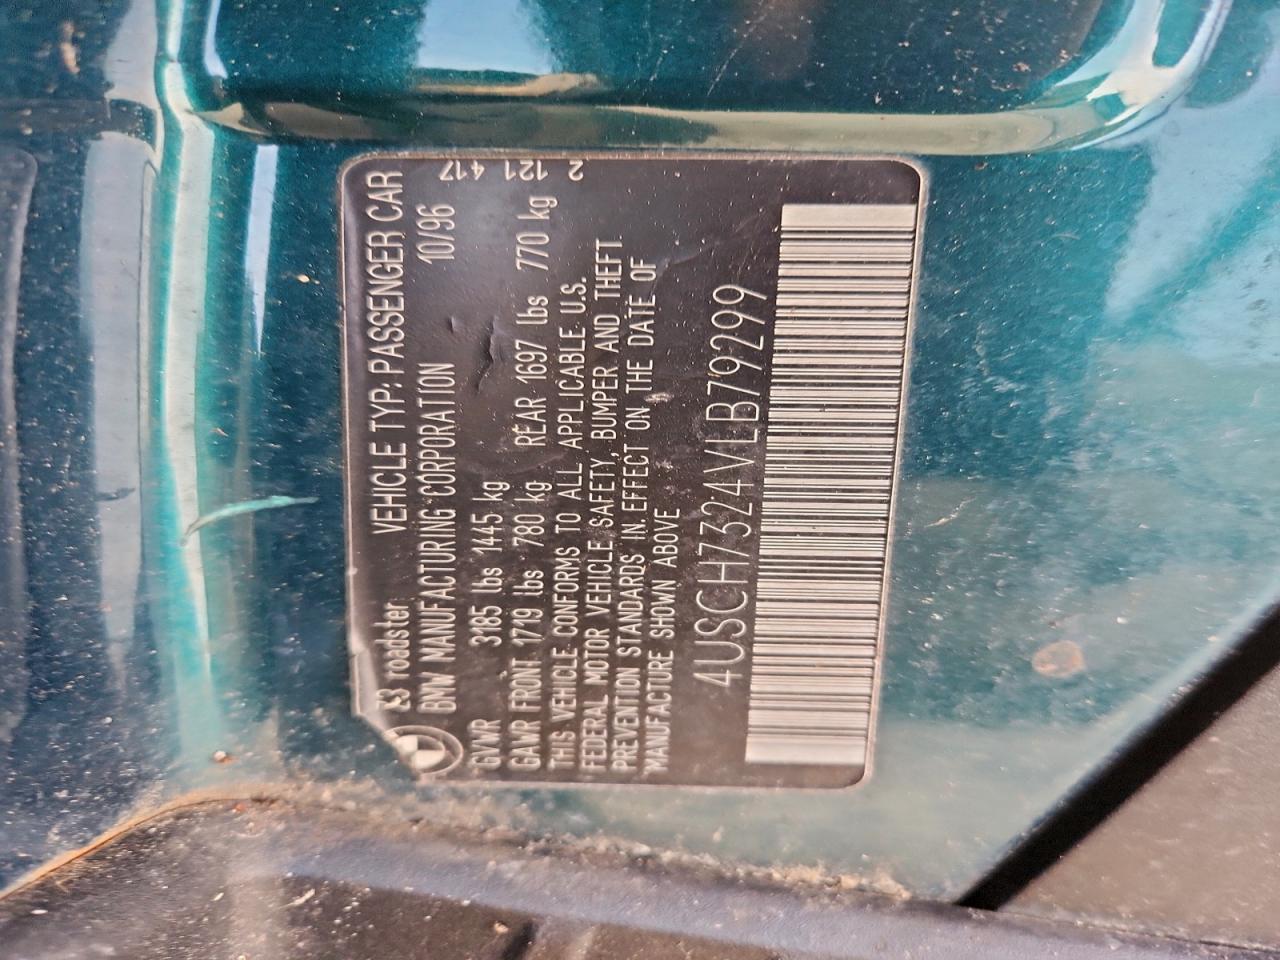 Z3 roadster VEHICLE TYP: PASSENGER CAR
BMW MANUFACTURING CORPORATION 10/96
GVWR 3185 lbs 1445 kg
GAWR FRONT 1719 lbs 780 kg REAR 1697 lbs 770 kg
THIS VEHICLE CONFORMS TO ALL APPLICABLE U.S.
FEDERAL MOTOR VEHICLE SAFETY, BUMPER AND THEFT
PREVENTION STANDARDS IN EFFECT ON THE DATE OF
MANUFACTURE SHOWN ABOVE
4USCH7324VLB79299
2 121 417